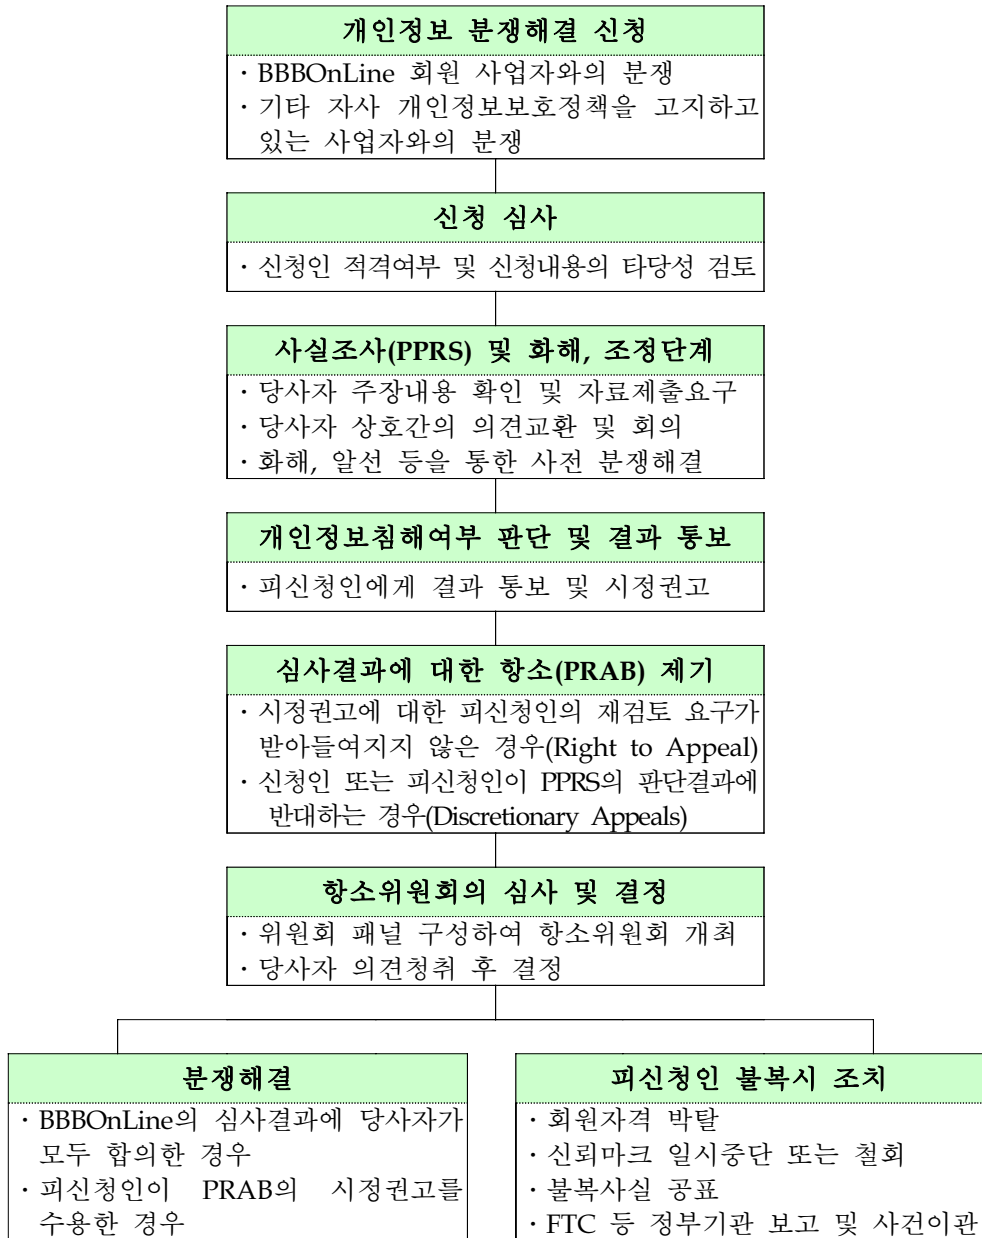 개인정보 분쟁해결 신청
· BBBOnLine 회원 사업자와의 분쟁
· 기타 자사 개인정보보호정책을 고지하고
있는 사업자와의 분쟁
신청 심사
· 신청인 적격여부 및 신청내용의 타당성 검토
사실조사(PPRS) 및 화해, 조정단계
· 당사자 주장내용 확인 및 자료제출요구
· 당사자 상호간의 의견교환 및 회의
· 화해, 알선 등을 통한 사전 분쟁해결
개인정보침해여부 판단 및 결과 통보
· 피신청인에게 결과 통보 및 시정권고
심사결과에 대한 항소(PRAB) 제기
· 시정권고에 대한 피신청인의 재검토 요구가
받아들여지지 않은 경우(Right to Appeal)
· 신청인 또는 피신청인이 PPRS의 판단결과에
반대하는 경우(Discretionary Appeals)
항소위원회의 심사 및 결정
· 위원회 패널 구성하여 항소위원회 개최
· 당사자 의견청취 후 결정
분쟁해결
· BBBOnLine의 심사결과에 당사자가
모두 합의한 경우
· 피신청인이 PRAB의 시정권고를
수용한 경우
피신청인 불복시 조치
· 회원자격 박탈
· 신뢰마크 일시중단 또는 철회
· 불복사실 공표
· FTC 등 정부기관 보고 및 사건이관